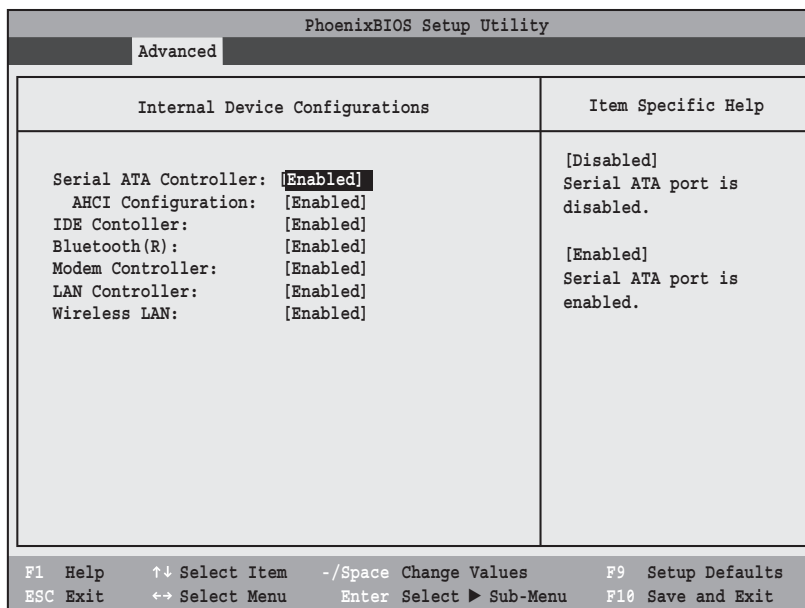 PhoenixBIOS Setup Utility
Advanced
Internal Device Configurations
Item Specific Help
Serial ATA Controller: [Enabled]
AHCI Configuration: [Enabled]
IDE Contoller: [Enabled]
Bluetooth(R): [Enabled]
Modem Controller: [Enabled]
LAN Controller: [Enabled]
Wireless LAN: [Enabled]
[Disabled]
Serial ATA port is
disabled.
[Enabled]
Serial ATA port is
enabled.
F1 Help ↑↓ Select Item -/Space Change Values F9 Setup Defaults
ESC Exit ←→ Select Menu Enter Select ▶ Sub-Menu F10 Save and Exit